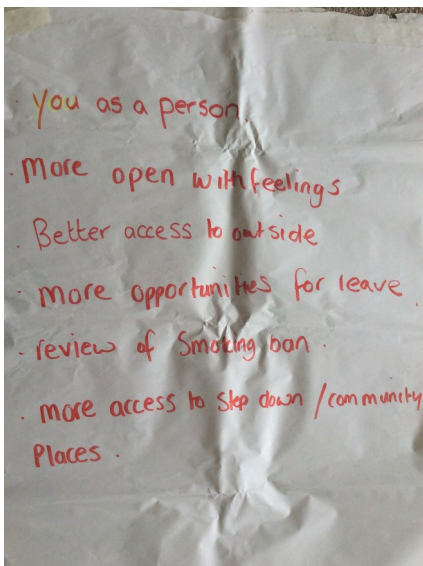 · You as a person.
· More open with feelings
· Better access to outside
· more opportunities for leave.
· review of Smoking ban.
· more access to step down / community
Places.